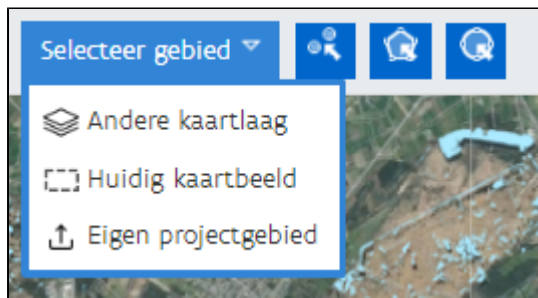 Selecteer gebied
Andere kaartlaag
Huidig kaartbeeld
Eigen projectgebied